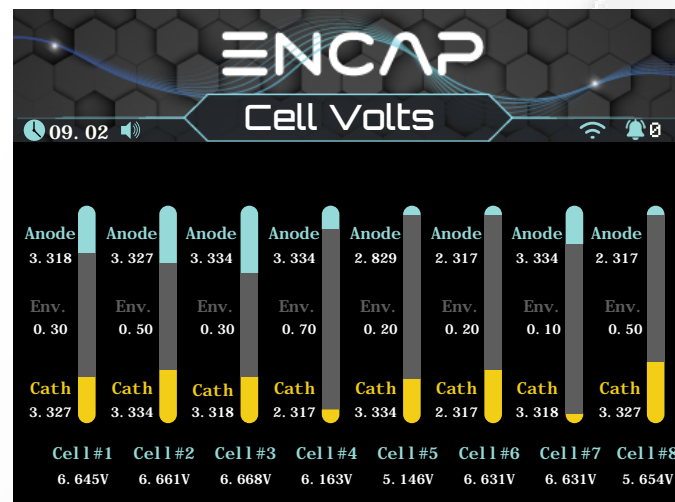 ENCAP
Cell Volts
09. 02
0
Anode Anode Anode Anode Anode Anode Anode Anode
3. 318 3. 327 3. 334 3. 334 2. 829 2. 317 3. 334 2. 317
Env. Env. Env. Env. Env. Env. Env. Env.
0. 30 0. 50 0. 30 0. 70 0. 20 0. 20 0. 10 0. 50
Cath Cath Cath Cath Cath Cath Cath Cath
3. 327 3. 334 3. 318 2. 317 3. 334 2. 317 3. 318 3. 327
Cell#1 Cell#2 Cell#3 Cell#4 Cell#5 Cell#6 Cell#7 Cell#8
6. 645V 6. 661V 6. 668V 6. 163V 5. 146V 6. 631V 6. 631V 5. 654V